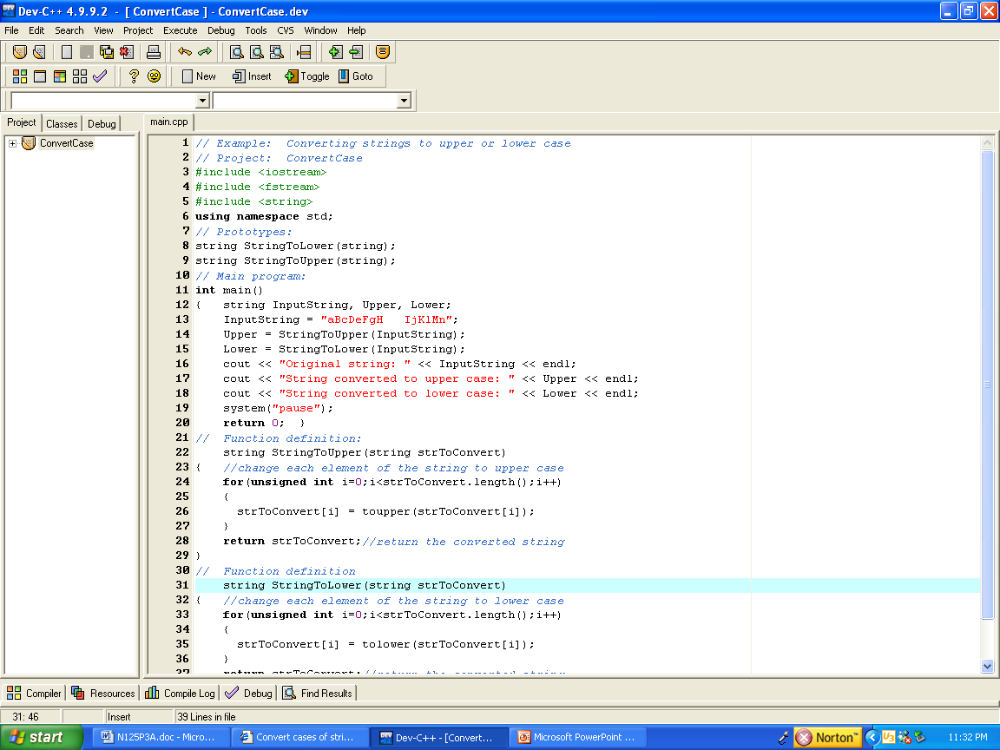 Dev-C++ 4.9.9.2 - [ ConvertCase ] - ConvertCase.dev
File Edit Search View Project Execute Debug Tools CVS Window Help
New Insert Toggle Goto
Project Classes Debug
main.cpp
ConvertCase
1 // Example:  Converting strings to upper or lower case
2 // Project:  ConvertCase
3 #include <iostream>
4 #include <fstream>
5 #include <string>
6 using namespace std;
7 // Prototypes:
8 string StringToLower(string);
9 string StringToUpper(string);
10 // Main program:
11 int main()
12 {   string InputString, Upper, Lower;
13     InputString = "aBcDeFgH   IjKlMn";
14     Upper = StringToUpper(InputString);
15     Lower = StringToLower(InputString);
16     cout << "Original string: " << InputString << endl;
17     cout << "String converted to upper case: " << Upper << endl;
18     cout << "String converted to lower case: " << Lower << endl;
19     system("pause");
20     return 0;  }
21 //  Function definition:
22     string StringToUpper(string strToConvert)
23 {   //change each element of the string to upper case
24     for(unsigned int i=0;i<strToConvert.length();i++)
25     {
26       strToConvert[i] = toupper(strToConvert[i]);
27     }
28     return strToConvert;//return the converted string
29 }
30 //  Function definition
31     string StringToLower(string strToConvert)
32 {   //change each element of the string to lower case
33     for(unsigned int i=0;i<strToConvert.length();i++)
34     {
35       strToConvert[i] = tolower(strToConvert[i]);
36     }
37     return strToConvert;//return the converted string
Compiler Resources Compile Log Debug Find Results
31: 46 Insert 39 Lines in file
start N125P3A.doc - Micro... Convert cases of stri... Dev-C++ - [Convert... Microsoft PowerPoint ... Norton™ 11:32 PM